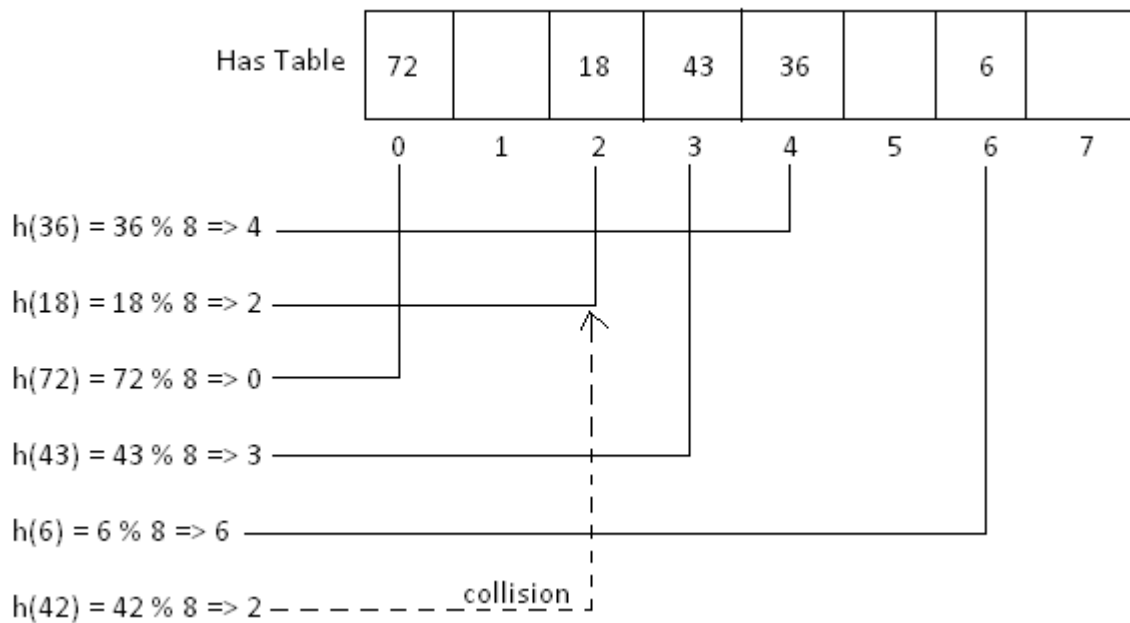 Has Table 72 18 43 36 6
0 1 2 3 4 5 6 7
h(36) = 36 % 8 => 4
h(18) = 18 % 8 => 2
h(72) = 72 % 8 => 0
h(43) = 43 % 8 => 3
h(6) = 6 % 8 => 6
collision
h(42) = 42 % 8 => 2